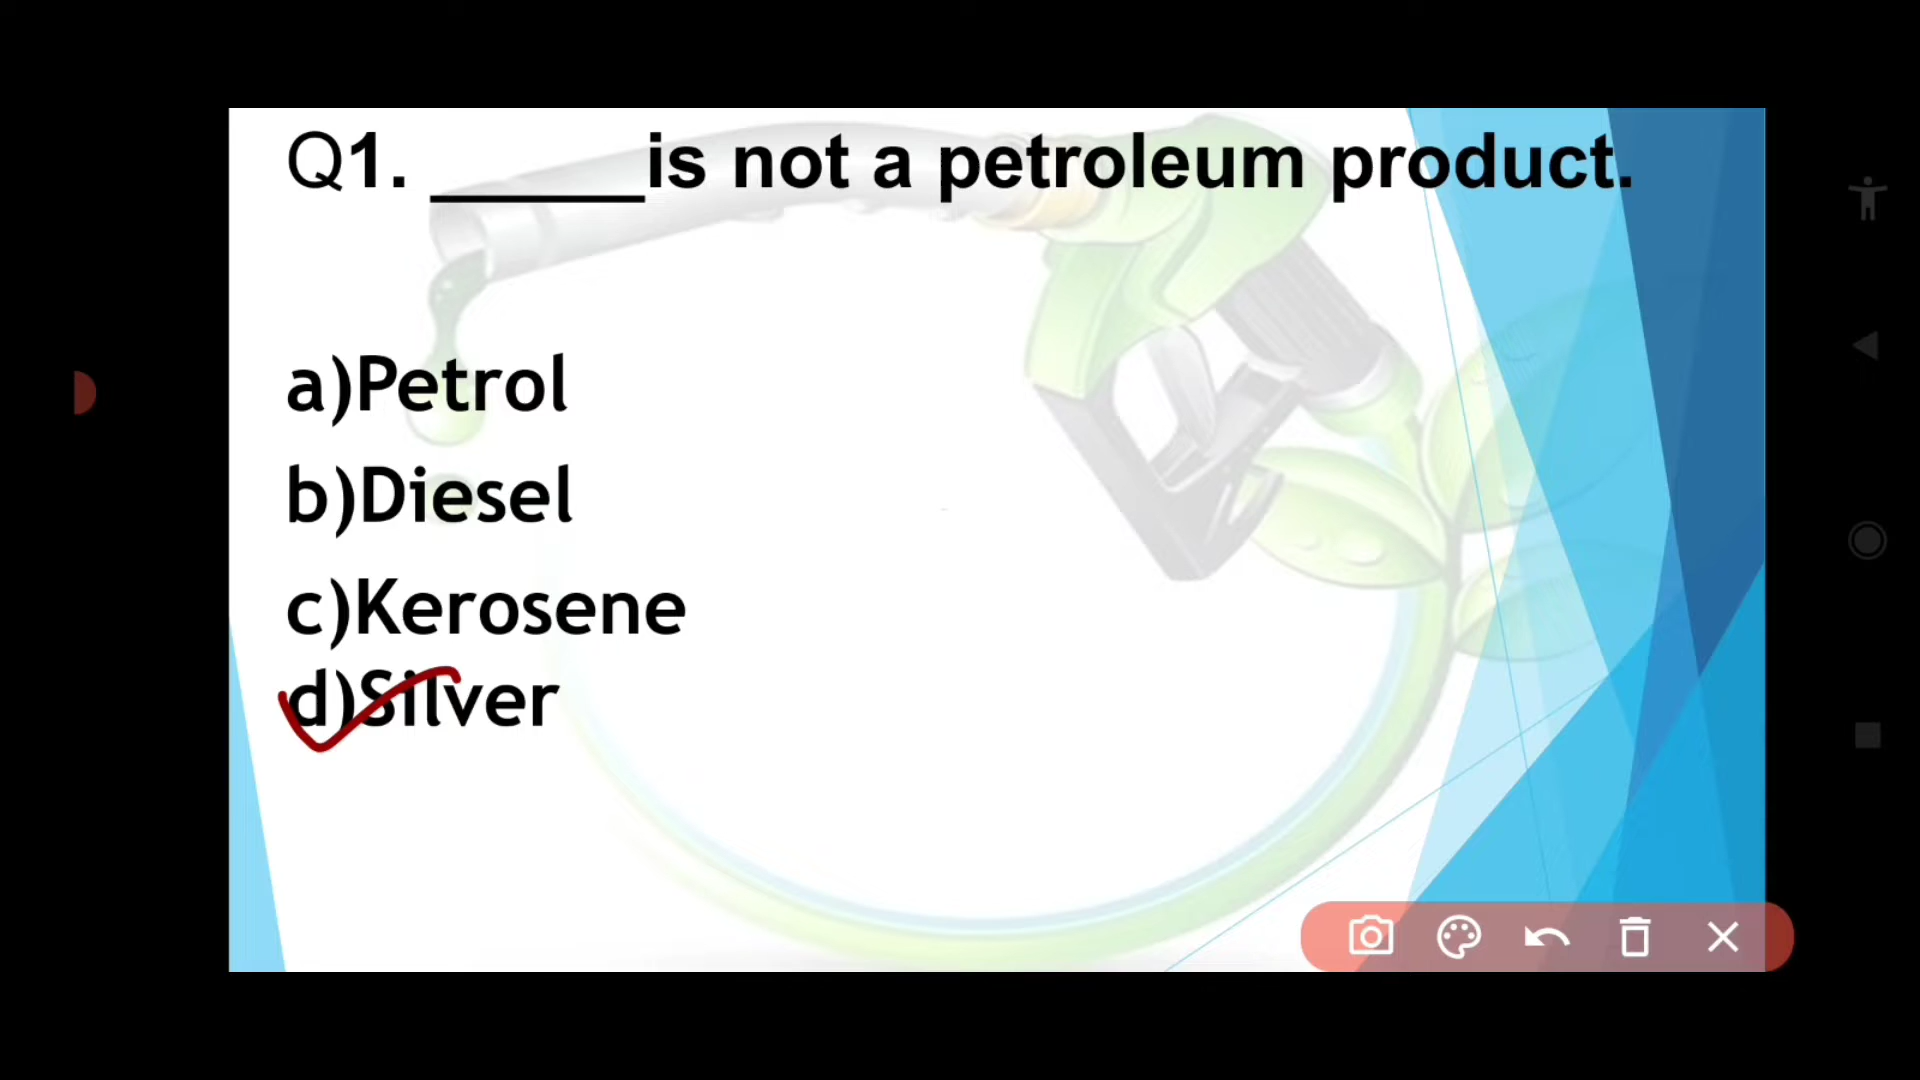 Q1. _____is not a petroleum product.
a)Petrol
b)Diesel
c)Kerosene
d)Silver